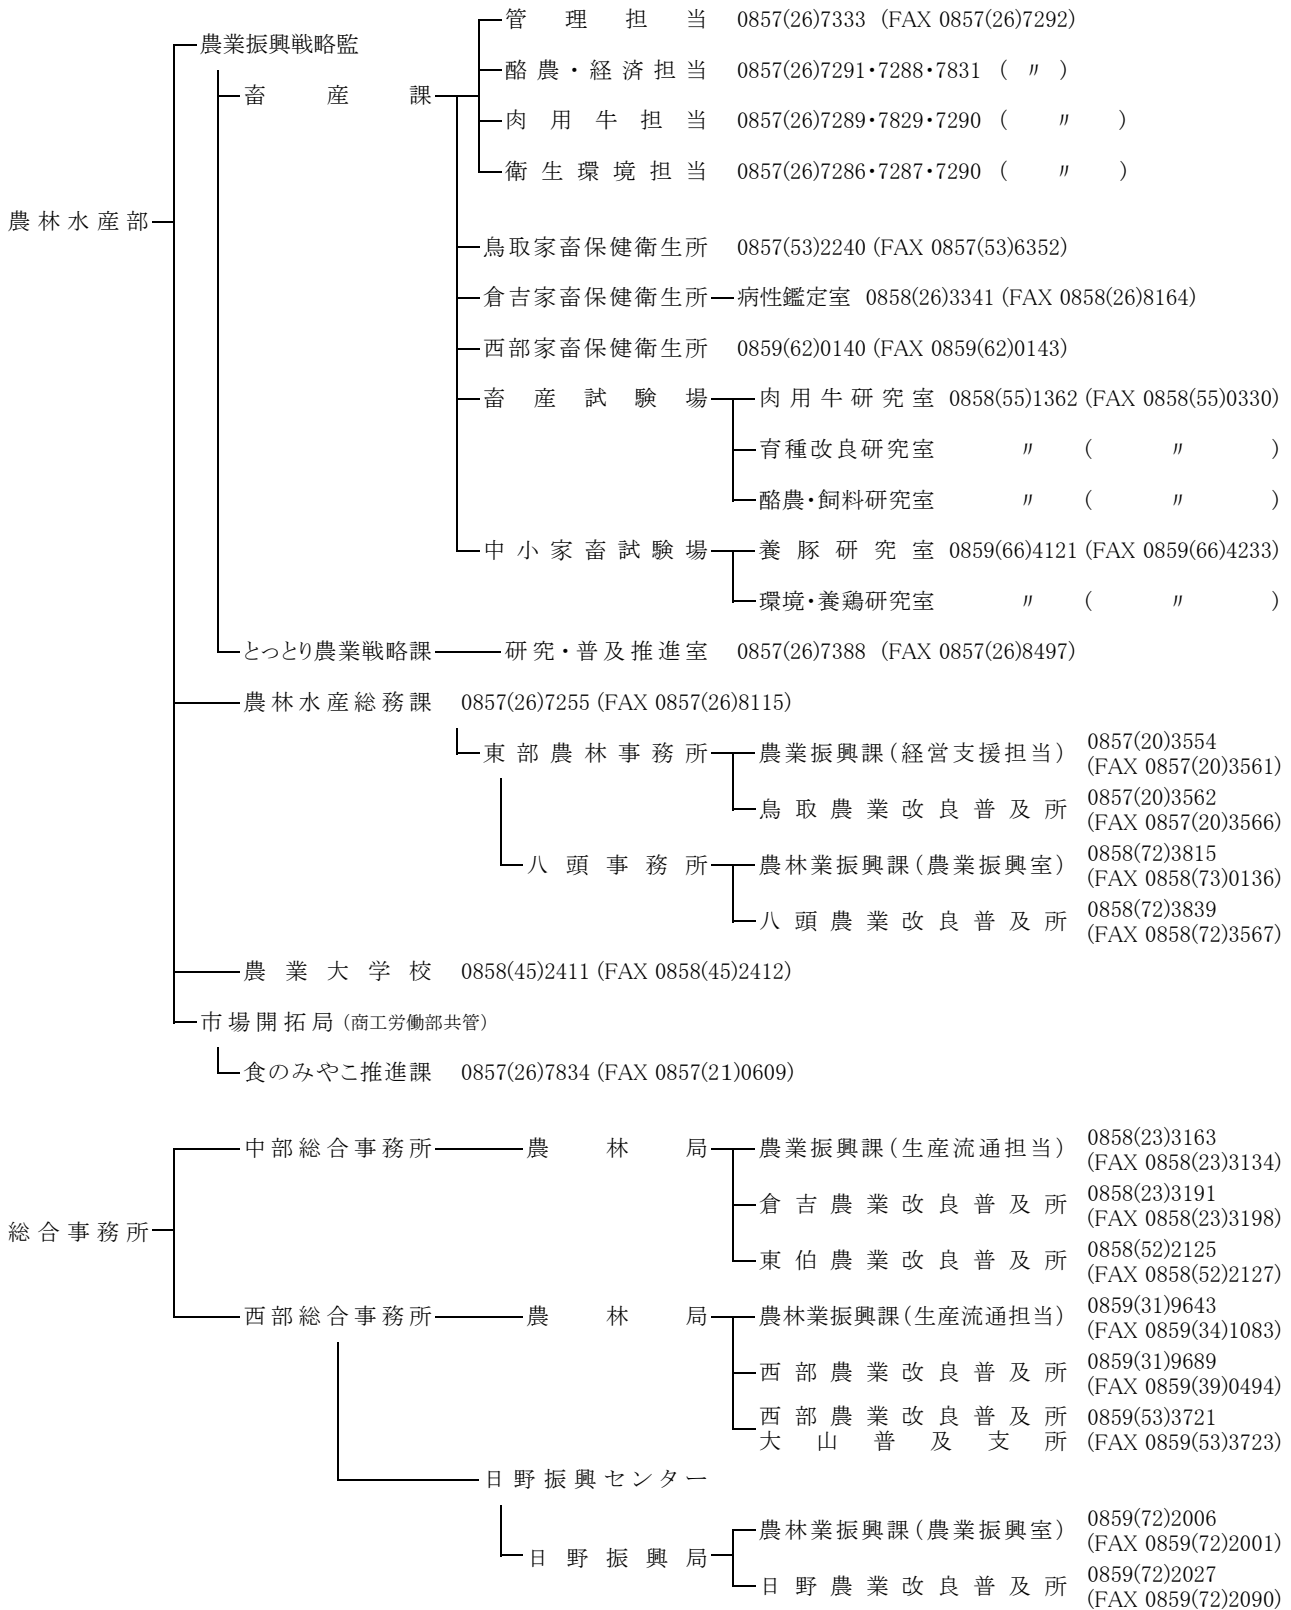 管理担当 0857(26)7333 (FAX 0857(26)7292)
農業振興戦略監
酪農・経済担当 0857(26)7291・7288・7831 ( 〃 )
畜産課
肉用牛担当 0857(26)7289・7829・7290 ( 〃 )
衛生環境担当 0857(26)7286・7287・7290 ( 〃 )
農林水産部
鳥取家畜保健衛生所 0857(53)2240 (FAX 0857(53)6352)
倉吉家畜保健衛生所 病性鑑定室 0858(26)3341 (FAX 0858(26)8164)
西部家畜保健衛生所 0859(62)0140 (FAX 0859(62)0143)
畜産試験場 肉用牛研究室 0858(55)1362 (FAX 0858(55)0330)
育種改良研究室 〃 ( 〃 )
酪農・飼料研究室 〃 ( 〃 )
中小家畜試験場 養豚研究室 0859(66)4121 (FAX 0859(66)4233)
環境・養鶏研究室 〃 ( 〃 )
とっとり農業戦略課 研究・普及推進室 0857(26)7388 (FAX 0857(26)8497)
農林水産総務課 0857(26)7255 (FAX 0857(26)8115)
東部農林事務所 農業振興課(経営支援担当) 0857(20)3554
(FAX 0857(20)3561)
鳥取農業改良普及所 0857(20)3562
(FAX 0857(20)3566)
八頭事務所 農林業振興課(農業振興室) 0858(72)3815
(FAX 0858(73)0136)
八頭農業改良普及所 0858(72)3839
(FAX 0858(72)3567)
農業大学校 0858(45)2411 (FAX 0858(45)2412)
市場開拓局(商工労働部共管)
食のみやこ推進課 0857(26)7834 (FAX 0857(21)0609)
中部総合事務所 農林局 農業振興課(生産流通担当) 0858(23)3163
(FAX 0858(23)3134)
倉吉農業改良普及所 0858(23)3191
(FAX 0858(23)3198)
総合事務所
東伯農業改良普及所 0858(52)2125
(FAX 0858(52)2127)
西部総合事務所 農林局 農林業振興課(生産流通担当) 0859(31)9643
(FAX 0859(34)1083)
西部農業改良普及所 0859(31)9689
(FAX 0859(39)0494)
西部農業改良普及所 0859(53)3721
大山普及支所 (FAX 0859(53)3723)
日野振興センター
農林業振興課(農業振興室) 0859(72)2006
(FAX 0859(72)2001)
日野振興局
日野農業改良普及所 0859(72)2027
(FAX 0859(72)2090)